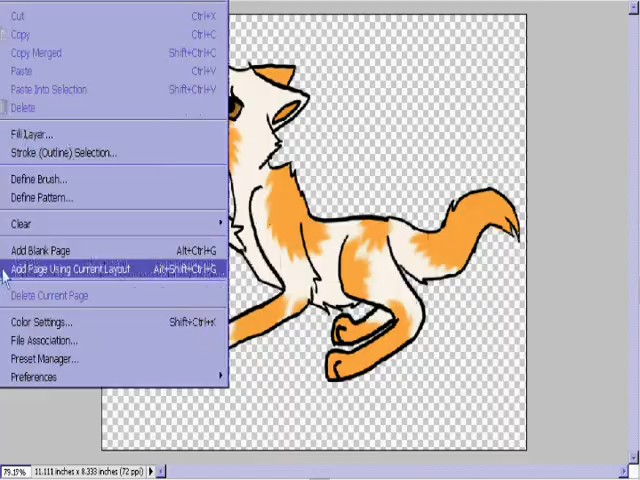 Cut Ctrl+X
Copy Ctrl+C
Copy Merged Shift+Ctrl+C
Paste Ctrl+V
Paste Into Selection Shift+Ctrl+V
Delete
Fill Layer...
Stroke (Outline) Selection...
Define Brush...
Define Pattern...
Clear
Add Blank Page Alt+Ctrl+G
Add Page Using Current Layout Alt+Shift+Ctrl+G
Delete Current Page
Color Settings... Shift+Ctrl+K
File Association...
Preset Manager...
Preferences
79.19% 11.111 inches x 8.333 inches (72 ppi)